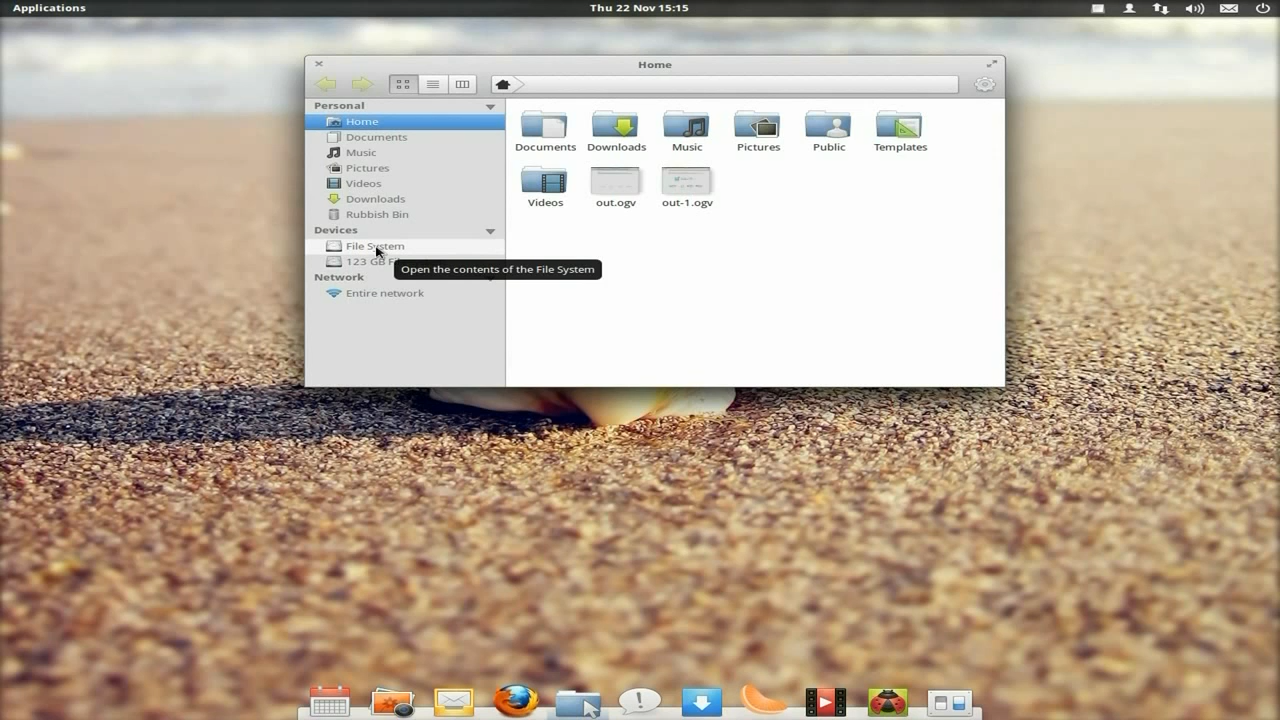 Applications
Thu 22 Nov 15:15
Home
Personal
Home
Documents
Music
Pictures
Videos
Downloads
Rubbish Bin
Devices
File System
123 GB
Open the contents of the File System
Network
Entire network
Documents
Downloads
Music
Pictures
Public
Templates
Videos
out.ogv
out-1.ogv